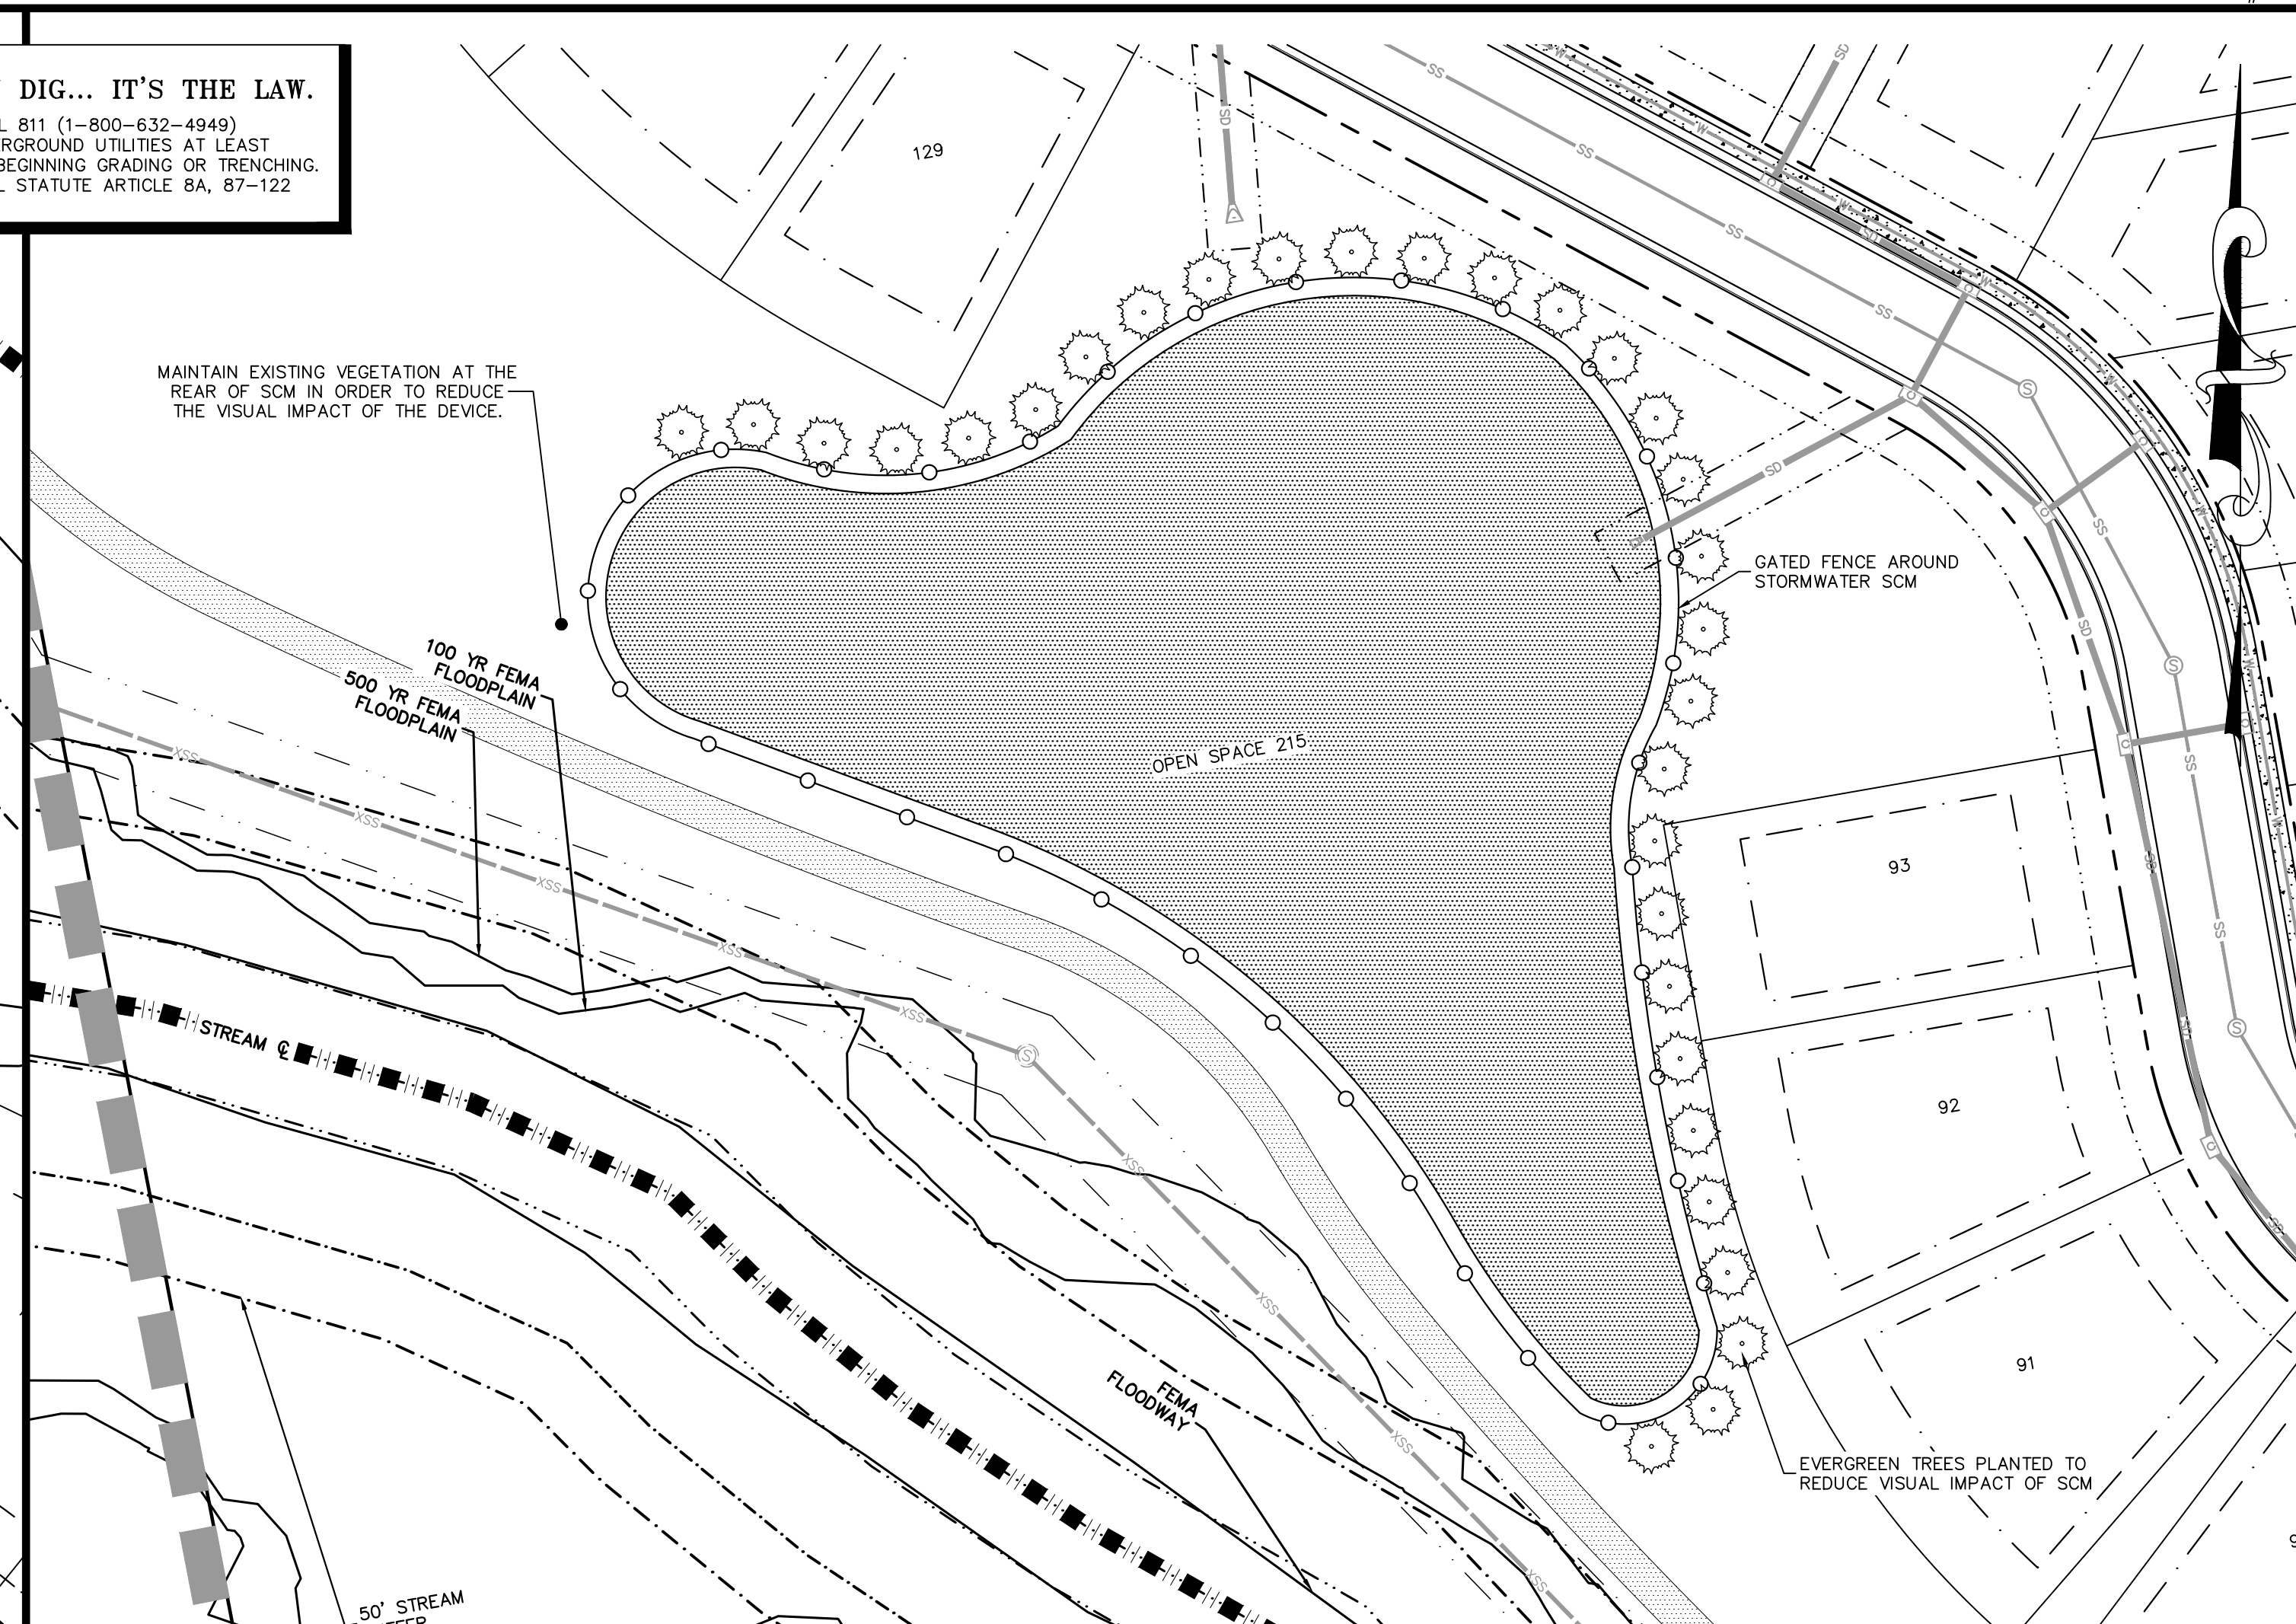 DIG... IT'S THE LAW.
811 (1-800-632-4949)
UTILITIES AT LEAST
BEGINNING GRADING OR TRENCHING.
STATUTE ARTICLE 8A, 87-122
129
SD
SD
SS
W
SS
W
W
SD
SS
W
SS
W
MAINTAIN EXISTING VEGETATION AT THE
REAR OF SCM IN ORDER TO REDUCE
THE VISUAL IMPACT OF THE DEVICE.
S
SD
W
SS
GATED FENCE AROUND
STORMWATER SCM
SD
S
W
100 YR FEMA
FLOODPLAIN
500 YR FEMA
FLOODPLAIN
OPEN SPACE 215
XSS
SS
XSS
W
SD
93
XSS
SS
XSS
XSS
SD
S
STREAM ℄
S
92
XSS
SD
XSS
91
FEMA
FLOODWAY
XSS
EVERGREEN TREES PLANTED TO
REDUCE VISUAL IMPACT OF SCM
XSS
50' STREAM